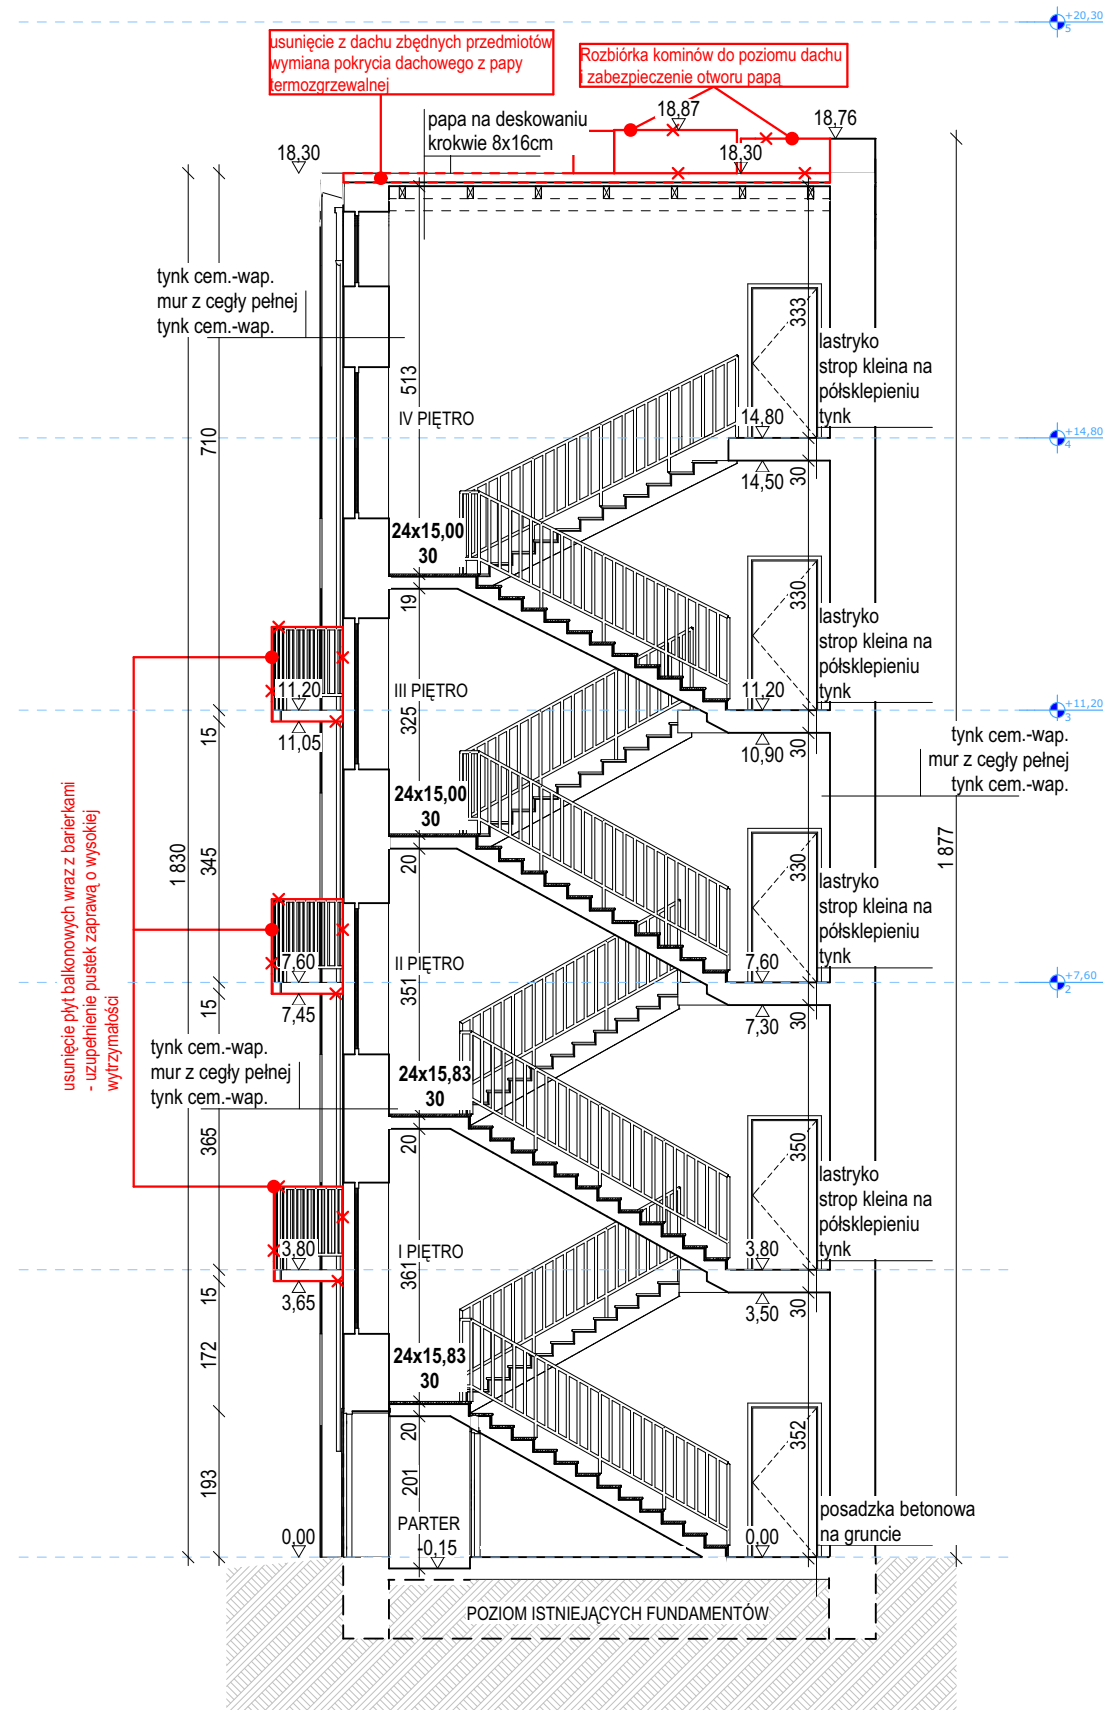 +20,30
5
usunięcie z dachu zbędnych przedmiotów
wymiana pokrycia dachowego z papy
termozgrzewalnej
Rozbiórka kominów do poziomu dachu
i zabezpieczenie otworu papą
papa na deskowaniu
krokwie 8x16cm
18,87
18,76
18,30
18,30
tynk cem.-wap.
mur z cegły pełnej
tynk cem.-wap.
333
lastryko
strop kleina na
półsklepieniu
tynk
513
IV PIĘTRO
710
14,80
14,50
30
+14,80
4
24x15,00
30
19
330
lastryko
strop kleina na
półsklepieniu
tynk
III PIĘTRO
325
11,20
11,05
15
11,20
10,90
30
+11,20
3
tynk cem.-wap.
mur z cegły pełnej
tynk cem.-wap.
24x15,00
30
20
usunięcie płyt balkonowych wraz z barierkami
- uzupełnienie pustek zaprawą o wysokiej
wytrzymałości
1 830
345
1 877
330
lastryko
strop kleina na
półsklepieniu
tynk
II PIĘTRO
351
7,60
7,45
15
7,60
7,30
30
+7,60
2
tynk cem.-wap.
mur z cegły pełnej
tynk cem.-wap.
24x15,83
30
20
365
350
lastryko
strop kleina na
półsklepieniu
tynk
I PIĘTRO
361
3,80
3,65
15
3,80
3,50
30
172
24x15,83
30
20
352
193
201
PARTER
-0,15
0,00
0,00
posadzka betonowa
na gruncie
POZIOM ISTNIEJĄCYCH FUNDAMENTÓW